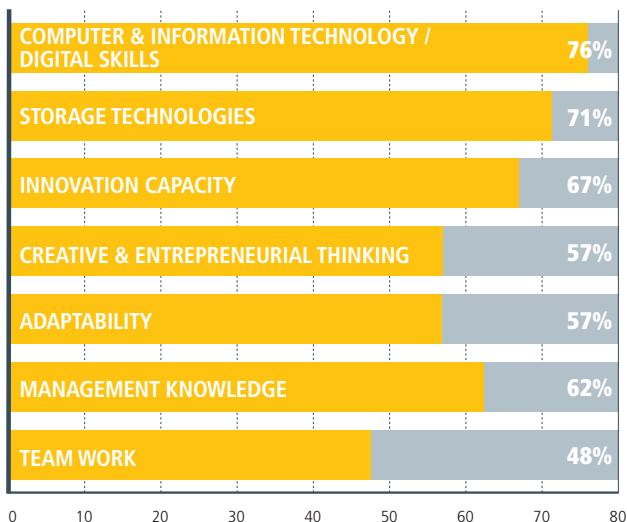 COMPUTER & INFORMATION TECHNOLOGY /
DIGITAL SKILLS
76%
STORAGE TECHNOLOGIES
71%
INNOVATION CAPACITY
67%
CREATIVE & ENTREPRENEURIAL THINKING
57%
ADAPTABILITY
57%
MANAGEMENT KNOWLEDGE
62%
TEAM WORK
48%
0 10 20 30 40 50 60 70 80